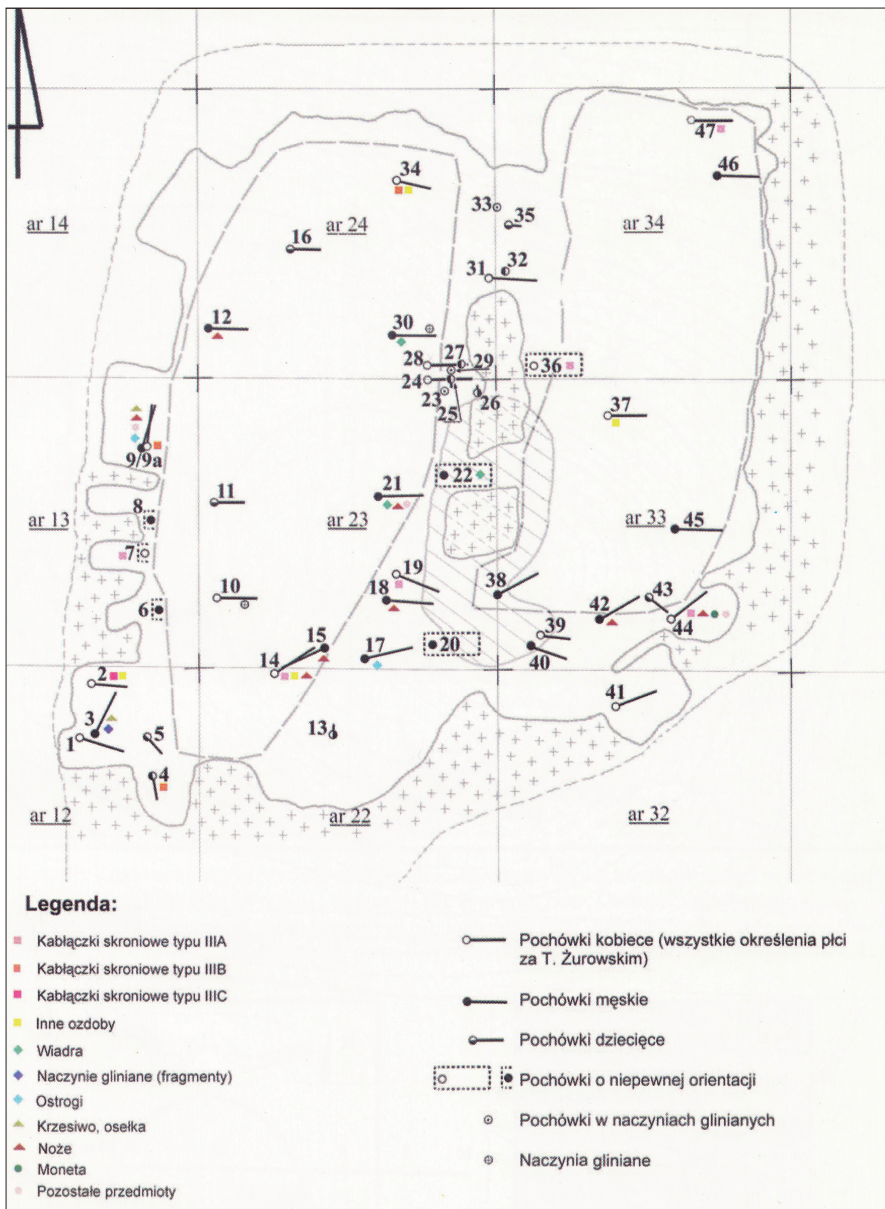 47
46
34
33
35
ar 14
ar 24
ar 34
16
32
31
12
30
27
28
29
36
24
23
26
25
37
9/9a
21
22
11
8
ar 13
ar 23
ar 33
45
7
19
38
43
10
18
42
44
6
15
39
20
17
40
14
2
41
3
13
1
5
4
ar 12
ar 22
ar 32
Legenda:
Kabłączki skroniowe typu IIIA
Kabłączki skroniowe typu IIIB
Kabłączki skroniowe typu IIIC
Inne ozdoby
Wiadra
Naczynie gliniane (fragmenty)
Ostrogi
Krzesiwo, osełka
Noże
Moneta
Pozostałe przedmioty
Pochówki kobiece (wszystkie określenia płci
za T. Żurowskim)
Pochówki męskie
Pochówki dziecięce
Pochówki o niepewnej orientacji
Pochówki w naczyniach glinianych
Naczynia gliniane